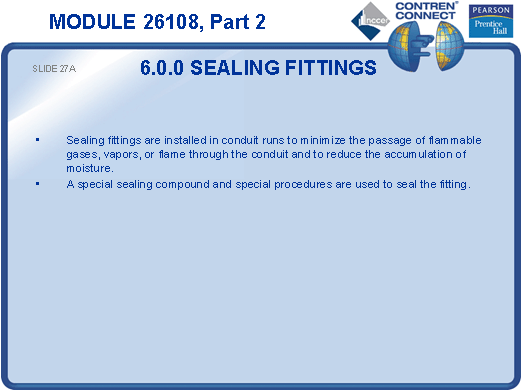 MODULE 26108, Part 2
nccer
CONTREN®
CONNECT
PEARSON
Prentice
Hall
SLIDE 27A
6.0.0 SEALING FITTINGS
• Sealing fittings are installed in conduit runs to minimize the passage of flammable
gases, vapors, or flame through the conduit and to reduce the accumulation of
moisture.
• A special sealing compound and special procedures are used to seal the fitting.